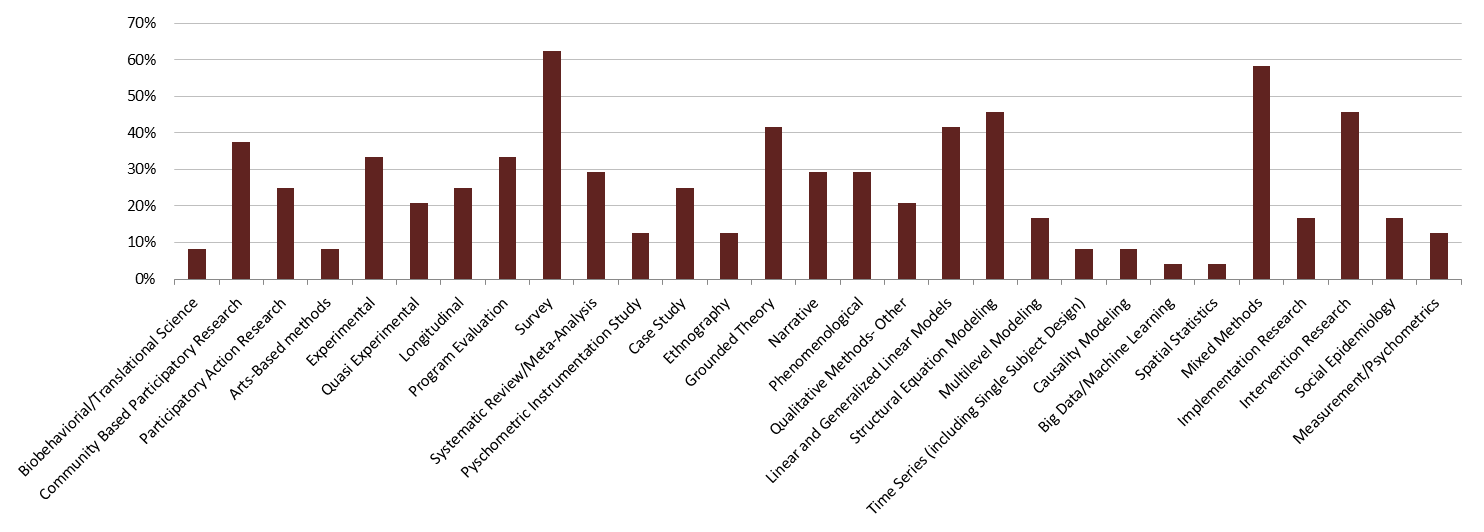 70%
60%
50%
40%
30%
20%
10%
0%
Biobehaviorial/Translational Science
Community Based Participatory Research
Participatory Action Research
Arts-Based methods
Experimental
Quasi Experimental
Longitudinal
Program Evaluation
Survey
Systematic Review/Meta-Analysis
Pyschometric Instrumentation Study
Case Study
Ethnography
Grounded Theory
Narrative
Phenomenological
Qualitative Methods- Other
Linear and Generalized Linear Models
Structural Equation Modeling
Multilevel Modeling
Time Series (including Single Subject Design)
Causality Modeling
Big Data/Machine Learning
Spatial Statistics
Mixed Methods
Implementation Research
Intervention Research
Social Epidemiology
Measurement/Psychometrics